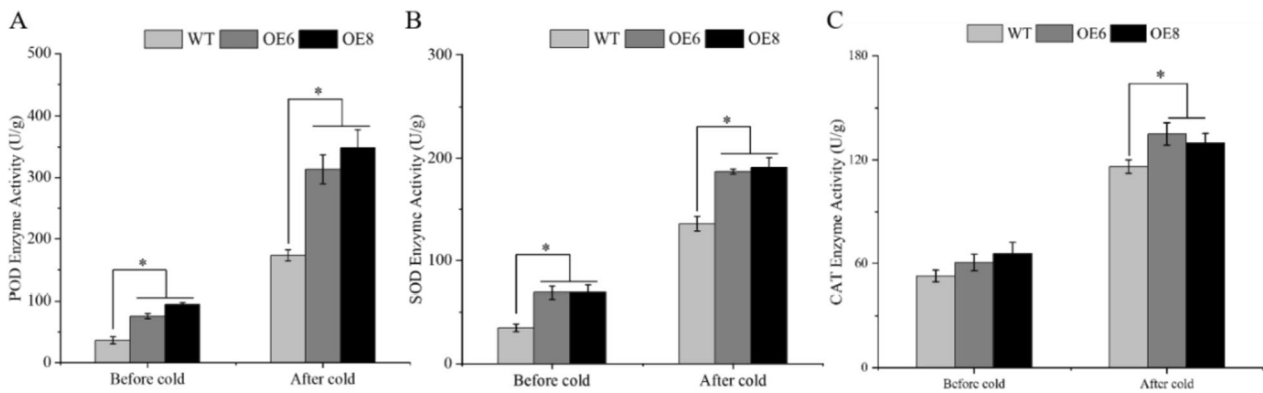 A
WT OE6 OE8
POD Enzyme Activity (U/g)
500
400
300
200
100
0
*
*
Before cold After cold
B
WT OE6 OE8
SOD Enzyme Activity (U/g)
300
200
100
0
*
*
Before cold After cold
C
WT OE6 OE8
CAT Enzyme Activity (U/g)
180
120
60
0
*
Before cold After cold